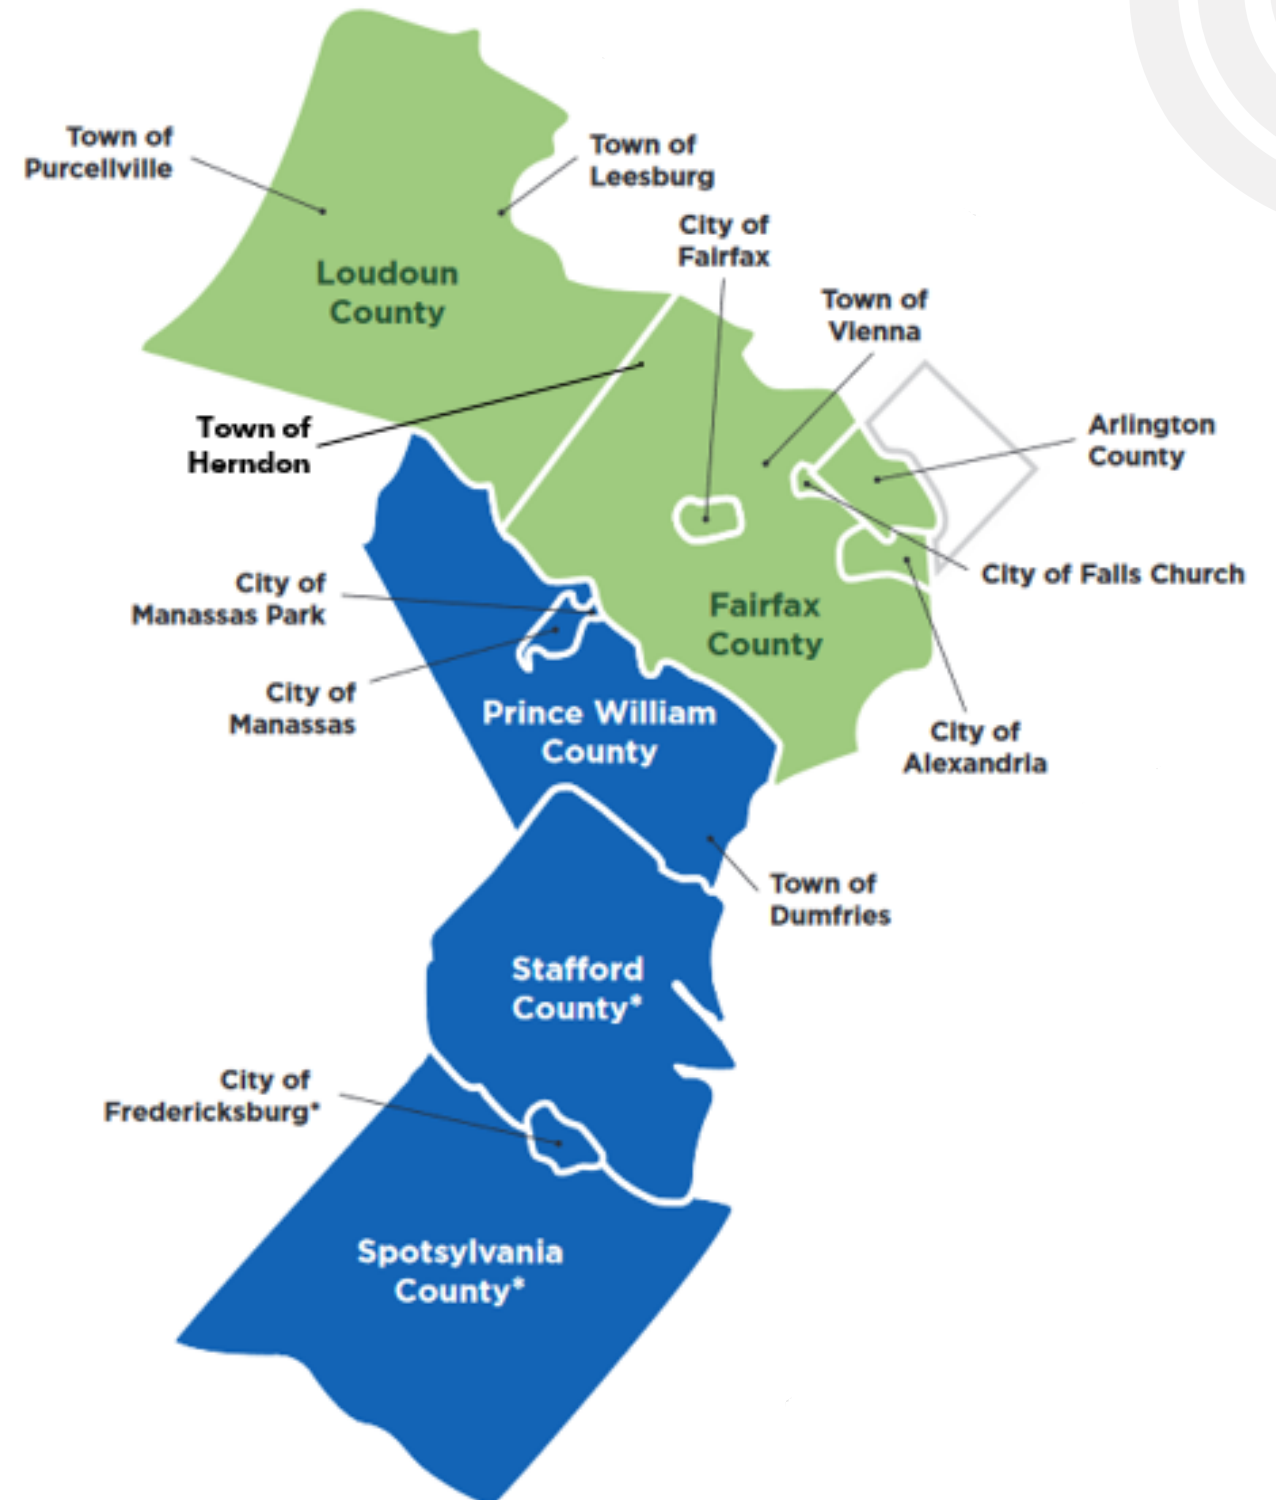 Town of
Purcellville
Town of
Leesburg
City of
Fairfax
Loudoun
County
Town of
Vienna
Town of
Herndon
Arlington
County
City of Falls Church
City of
Manassas Park
Fairfax
County
City of
Manassas
Prince William
County
City of
Alexandria
Town of
Dumfries
Stafford
County*
City of
Fredericksburg*
Spotsylvania
County*